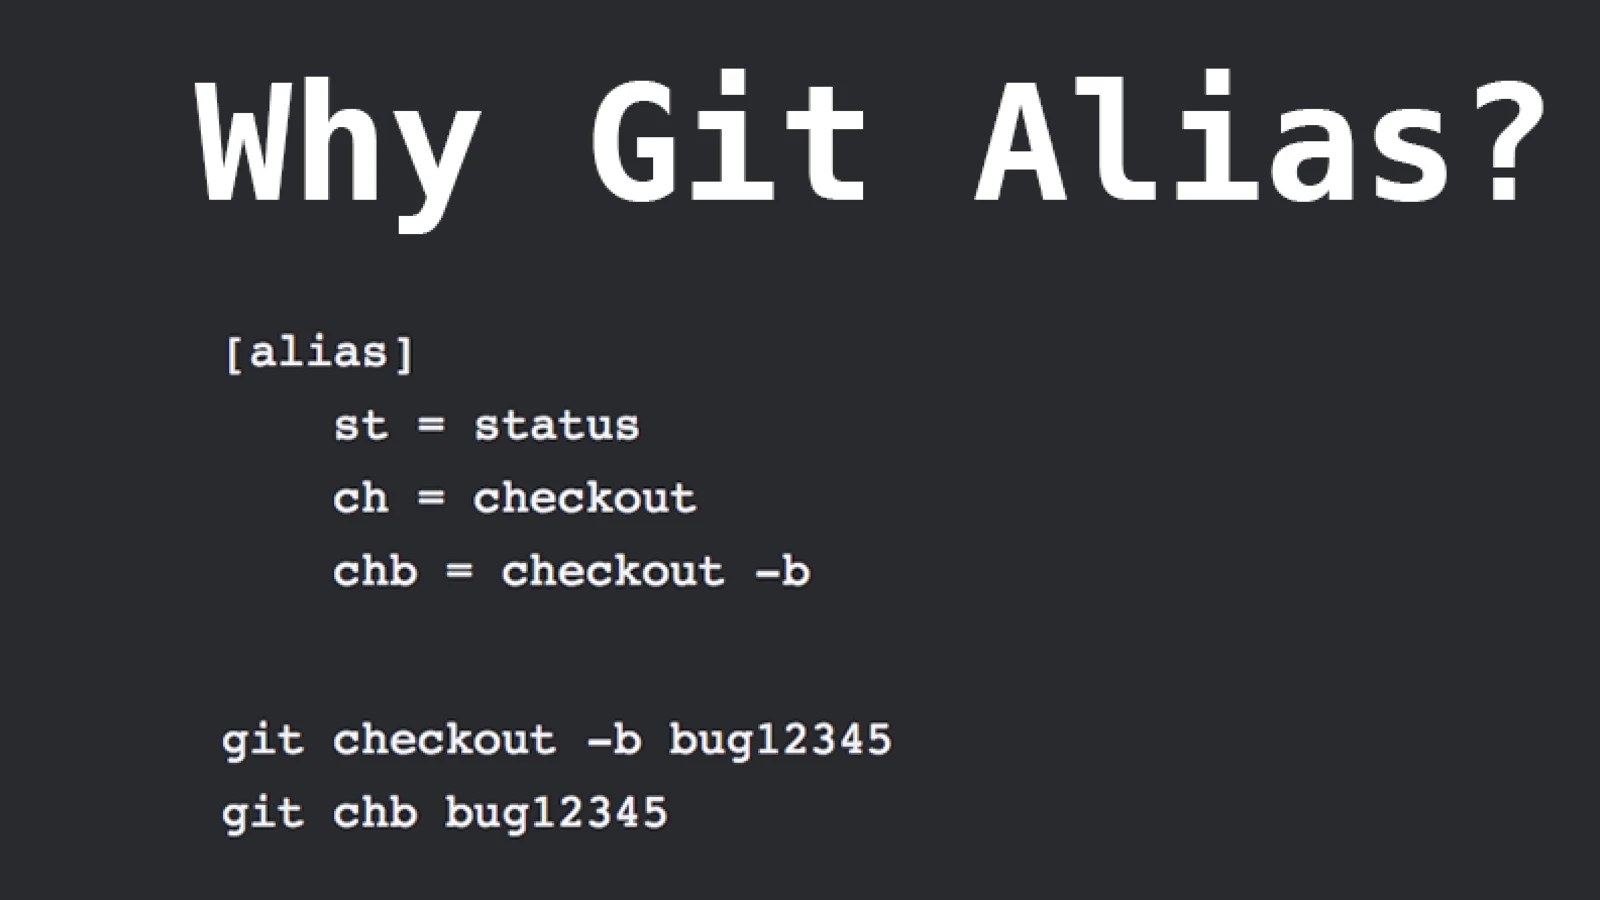 Why Git Alias?
[alias]
st = status
ch = checkout
chb = checkout -b
git checkout -b bug12345
git chb bug12345